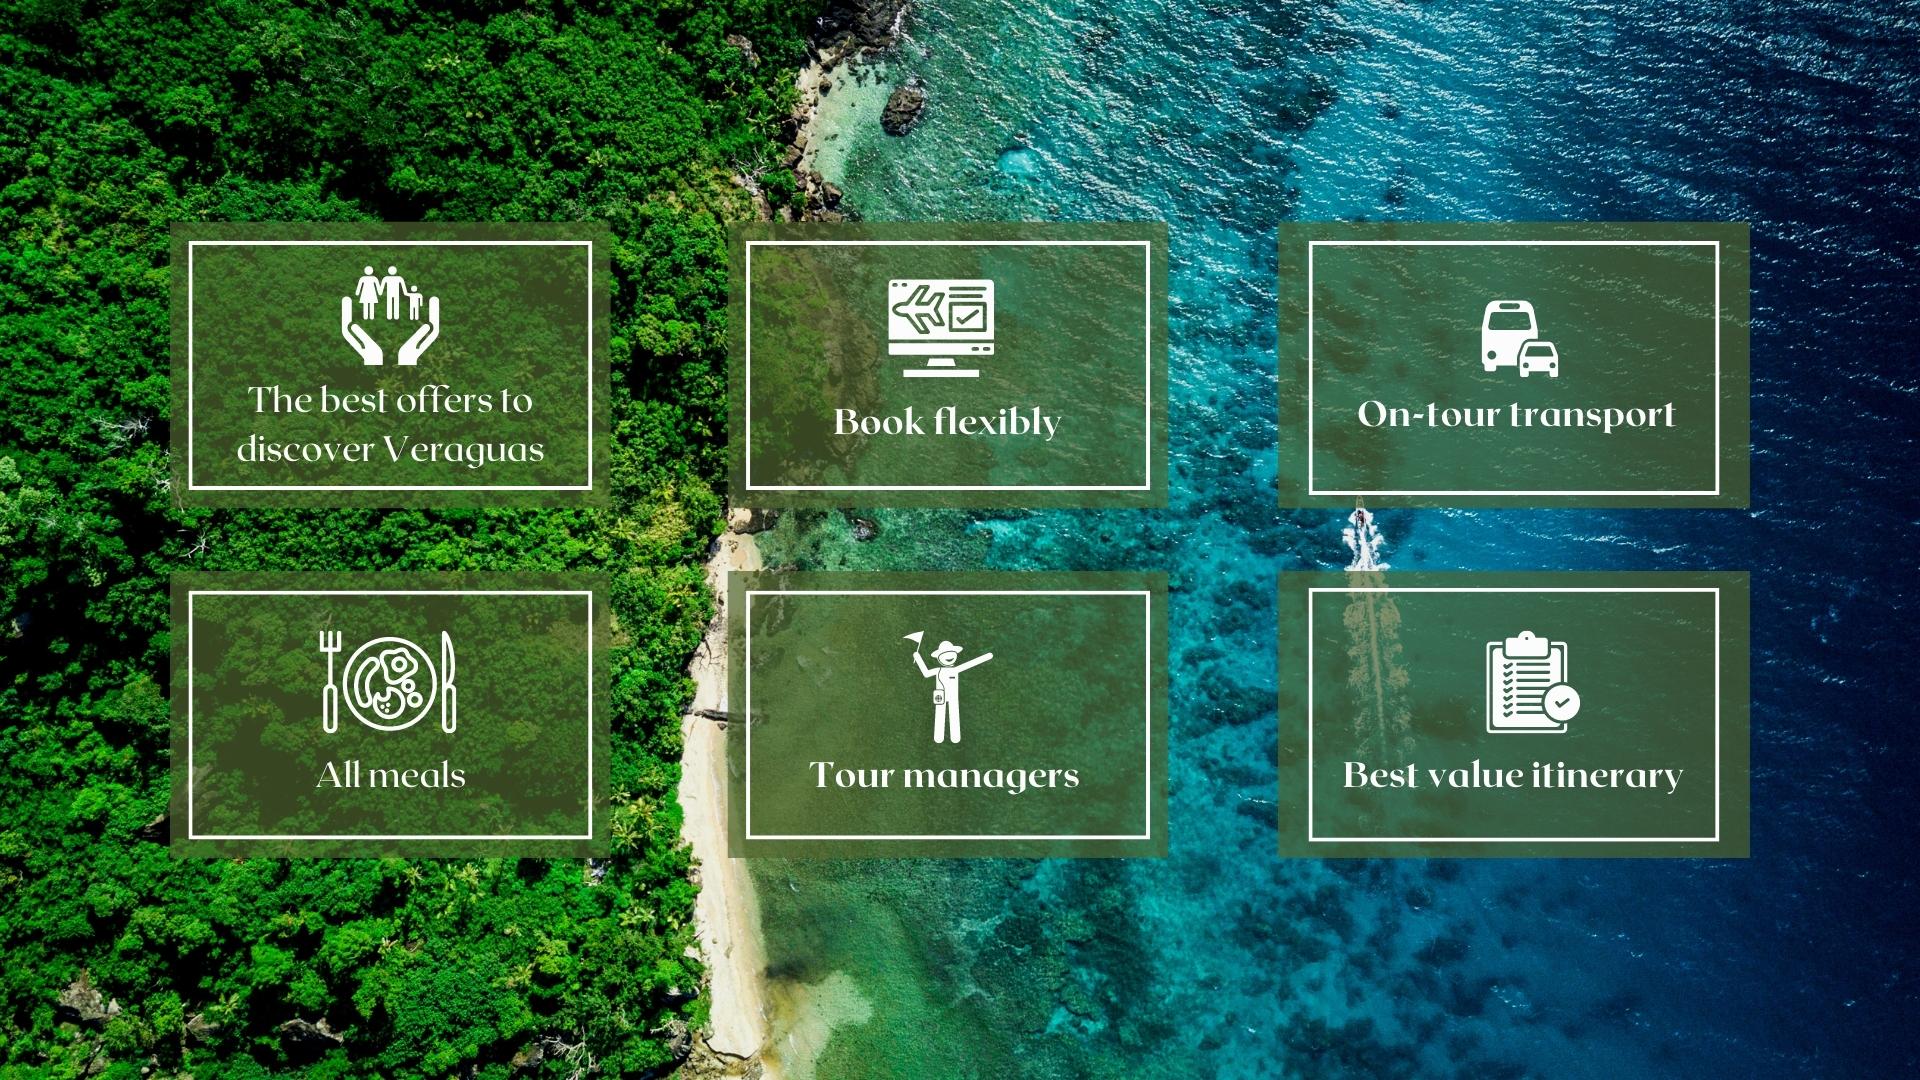 The best offers to
discover Veraguas
Book flexibly
On-tour transport
All meals
Tour managers
Best value itinerary